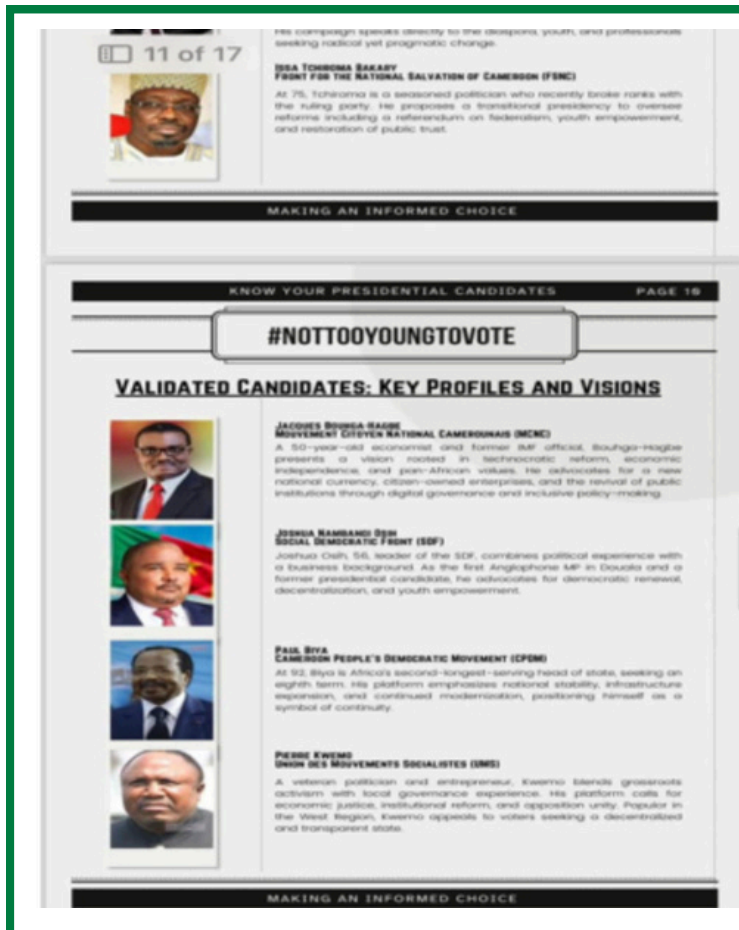 His campaign speaks directly to the diaspora, youth, and professionals
seeking radical yet pragmatic change.
11 of 17
Issa Tchiroma Bakary
Front for the National Salvation of Cameroon (FSNC)
At 75, Tchiroma is a seasoned politician who recently broke ranks with
the ruling party. He proposes a transitional presidency to oversee
reforms including a referendum on federalism, youth empowerment,
and restoration of public trust.
MAKING AN INFORMED CHOICE
KNOW YOUR PRESIDENTIAL CANDIDATES PAGE 10
#NOTTOOYOUNGTOVOTE
Validated Candidates: Key Profiles and Visions
Jacques Bouhga-Hagbe
Mouvement Citoyen National Camerounais (MCNC)
A 50-year-old economist and former IMF official, Bouhga-Hagbe
presents a vision rooted in technocratic reform, economic
independence, and pan-African values. He advocates for a new
national currency, citizen-owned enterprises, and the revival of public
institutions through digital governance and inclusive policy-making.
Joshua Nambangi Osih
Social Democratic Front (SDF)
Joshua Osih, 56, leader of the SDF, combines political experience with
a business background. As the first Anglophone MP in Douala and a
former presidential candidate, he advocates for democratic renewal,
decentralization, and youth empowerment.
Paul Biya
Cameroon People's Democratic Movement (CPDM)
At 92, Biya is Africa's second-longest-serving head of state, seeking an
eighth term. His platform emphasizes national stability, infrastructure
expansion, and continued modernization, positioning himself as a
symbol of continuity.
Pierre Kwemo
Union des Mouvements Socialistes (UMS)
A veteran politician and entrepreneur, Kwemo blends grassroots
activism with local governance experience. His platform calls for
economic justice, institutional reform, and opposition unity. Popular in
the West Region, Kwemo appeals to voters seeking a decentralized
and transparent state.
MAKING AN INFORMED CHOICE